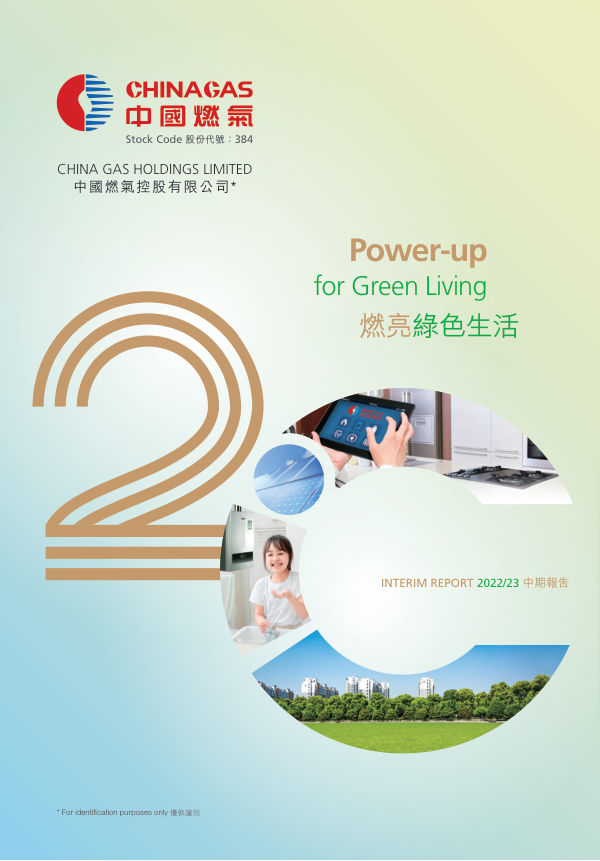 CHINAGAS
中國燃氣
Stock Code 股份代號：384
CHINA GAS HOLDINGS LIMITED
中國燃氣控股有限公司*
Power-up
for Green Living
燃亮綠色生活
2
INTERIM REPORT 2022/23 中期報告
* For identification purposes only 僅供識別